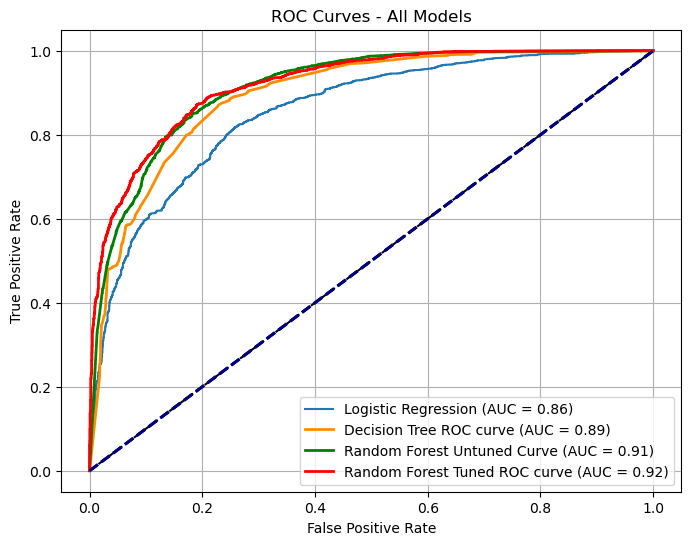 ROC Curves - All Models
True Positive Rate
1.0
0.8
0.6
0.4
0.2
0.0
Logistic Regression (AUC = 0.86)
Decision Tree ROC curve (AUC = 0.89)
Random Forest Untuned Curve (AUC = 0.91)
Random Forest Tuned ROC curve (AUC = 0.92)
0.0 0.2 0.4 0.6 0.8 1.0
False Positive Rate